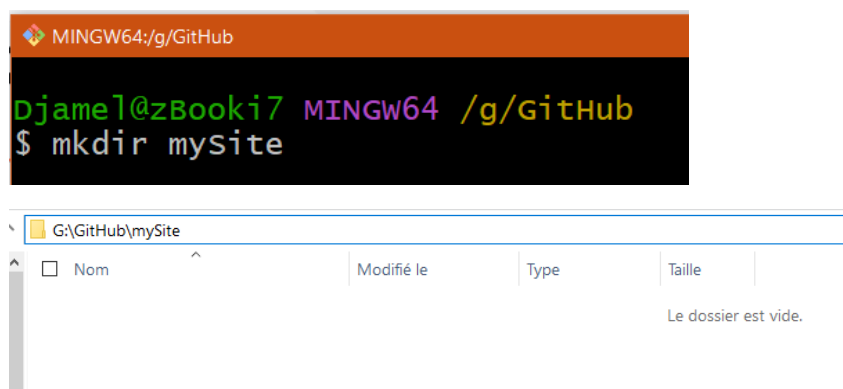 MINGW64:/g/GitHub
Djamel@zBooki7 MINGW64 /g/GitHub
$ mkdir mySite
G:\GitHub\mySite
Nom Modifié le Type Taille
Le dossier est vide.